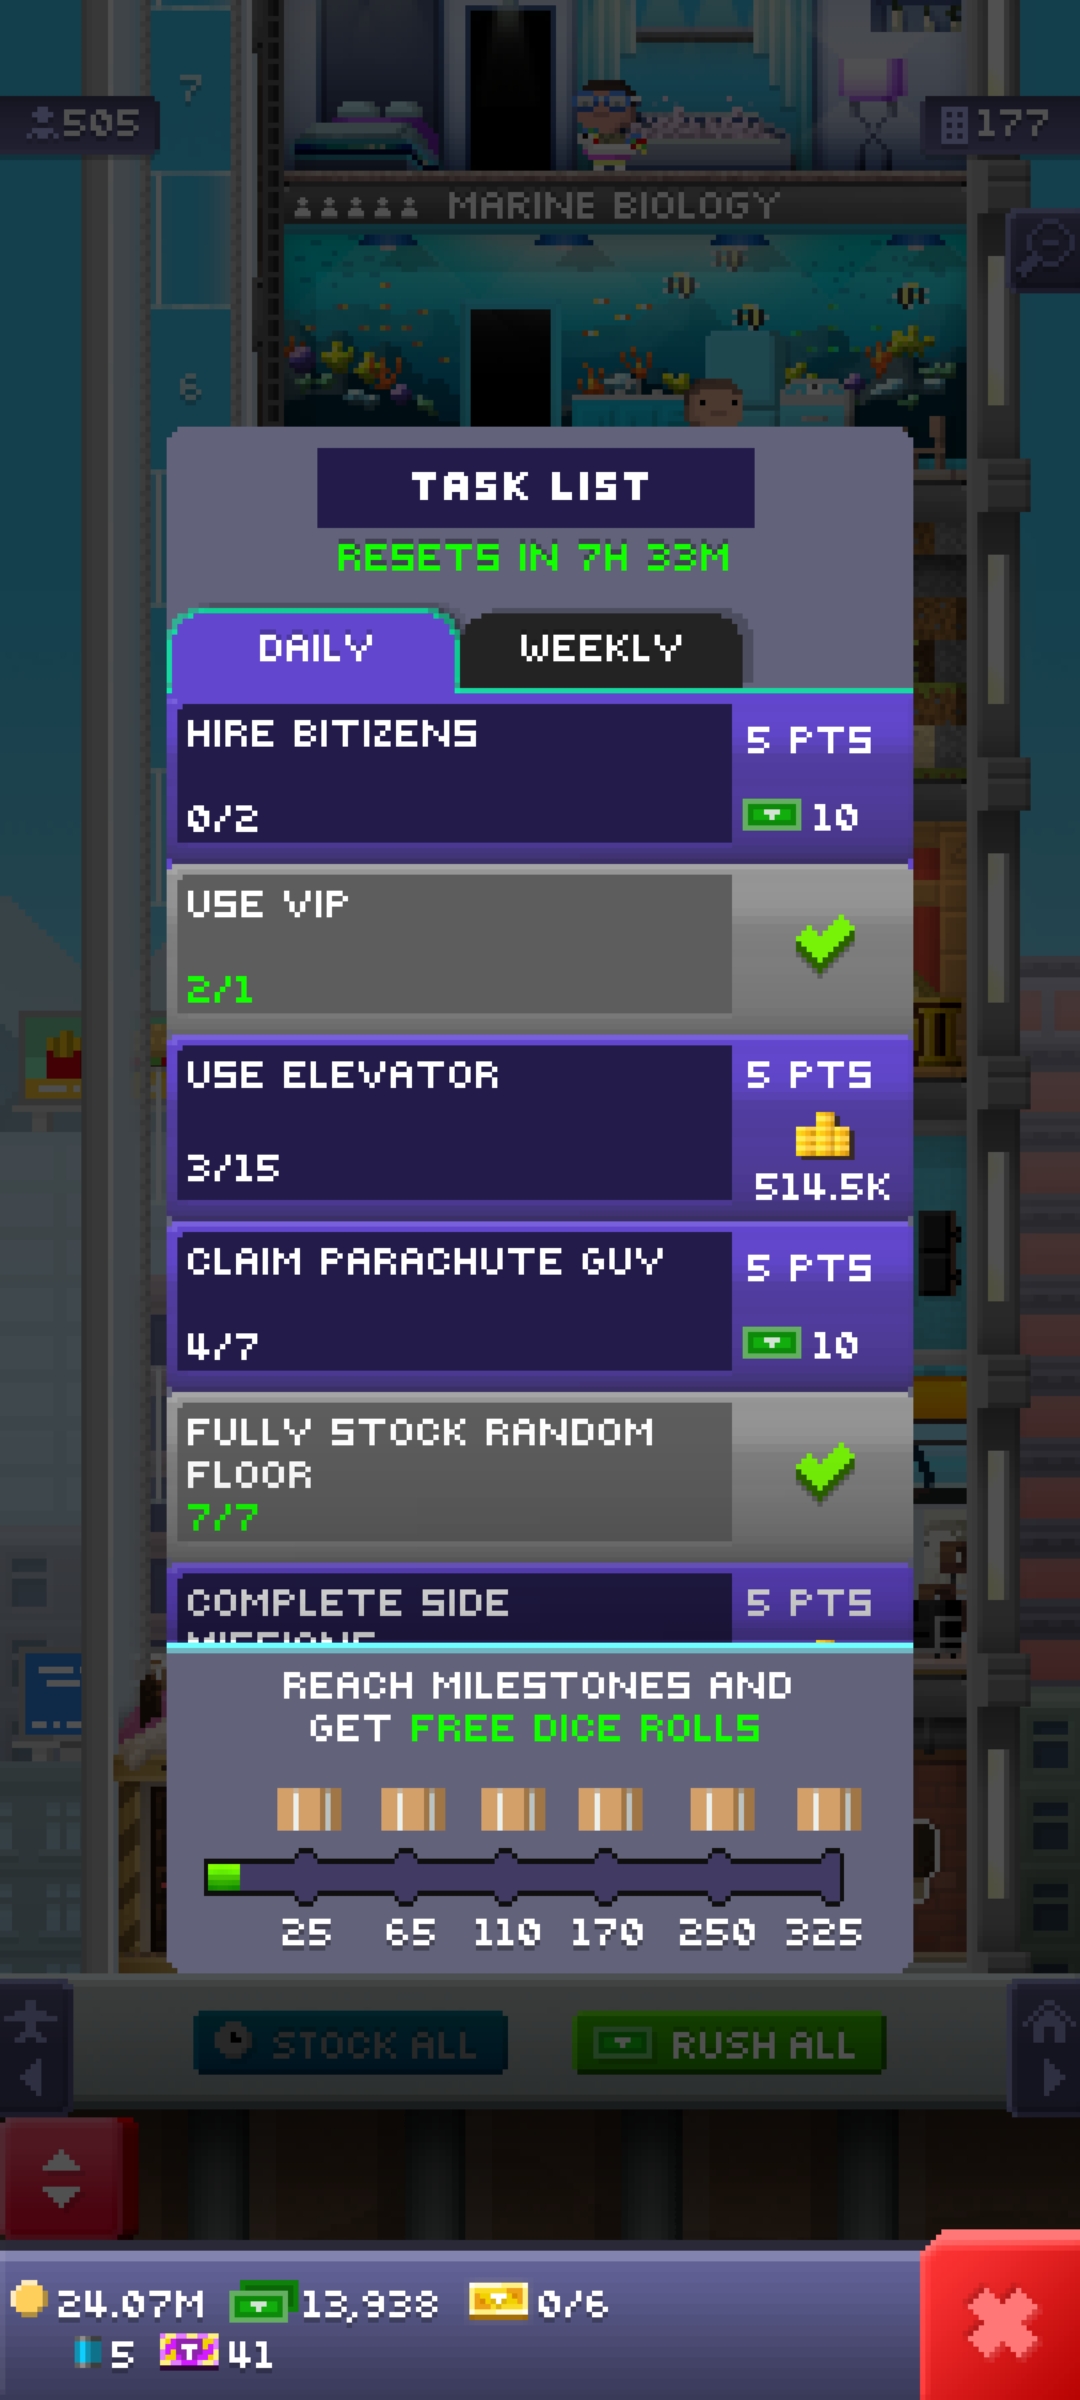 7
505
177
MARINE BIOLOGY
6
TASK LIST
RESETS IN 7H 33M
DAILY
WEEKLY
HIRE BITIZENS
5 PTS
0/2
10
USE VIP
2/1
USE ELEVATOR
5 PTS
3/15
514.5K
CLAIM PARACHUTE GUY
5 PTS
4/7
10
FULLY STOCK RANDOM
FLOOR
7/7
COMPLETE SIDE
5 PTS
MISSIONS
REACH MILESTONES AND
GET FREE DICE ROLLS
25 65 110 170 250 325
STOCK ALL
RUSH ALL
24.07M 13,938 0/6
5 41